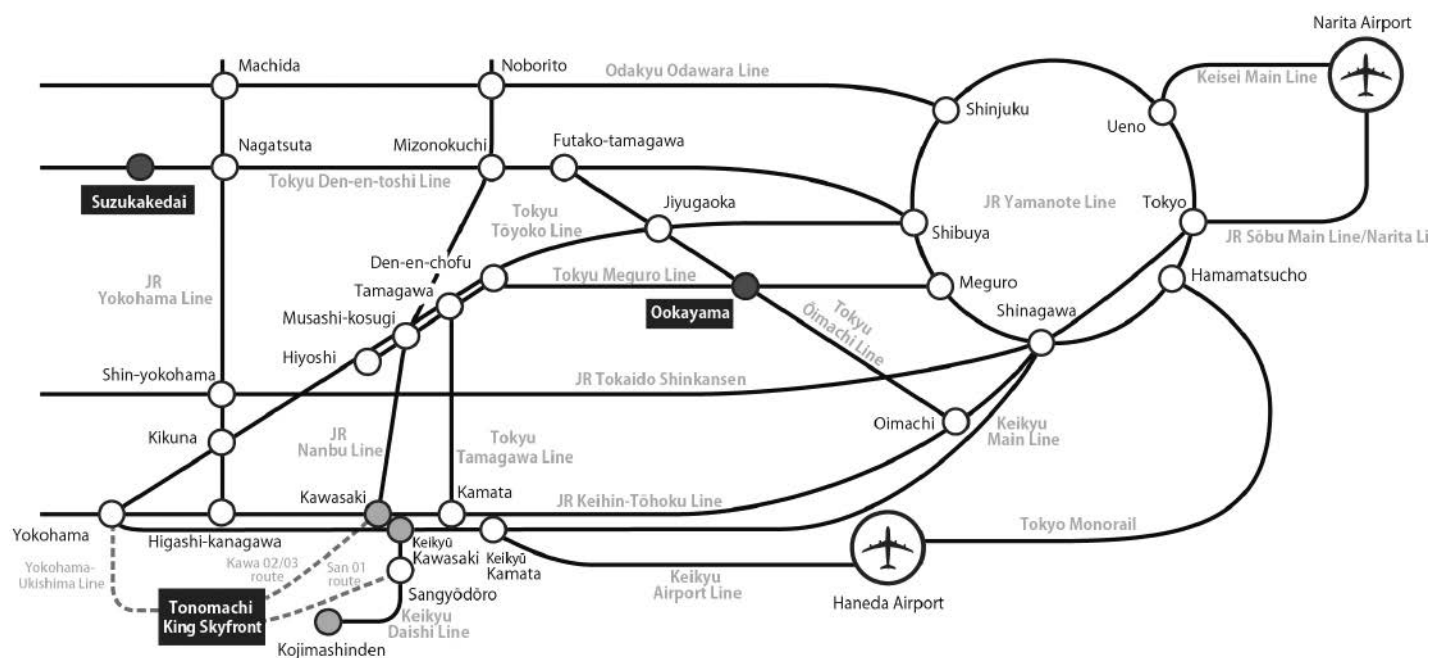 Narita Airport
Machida
Noborito
Odakyu Odawara Line
Keisei Main Line
Shinjuku
Ueno
Nagatsuta
Mizonokuchi
Futako-tamagawa
Suzukakedai
Tokyu Den-en-toshi Line
Tokyu
Tōyoko Line
Jiyugaoka
JR Yamanote Line
Tokyo
Shibuya
JR Sōbu Main Line/Narita Li
Den-en-chofu
Tokyu Meguro Line
Meguro
Hamamatsucho
JR
Yokohama Line
Tamagawa
Musashi-kosugi
Ookayama
Tokyu
Ōimachi Line
Shinagawa
Hiyoshi
Shin-yokohama
JR Tokaido Shinkansen
Kikuna
JR
Nanbu Line
Tokyu
Tamagawa Line
Oimachi
Keikyu
Main Line
Kawasaki
Kamata
JR Keihin-Tōhoku Line
Yokohama
Higashi-kanagawa
Keikyū
Kawasaki
Keikyū
Kamata
Tokyo Monorail
Yokohama-
Ukishima Line
Kawa 02/03
route
San 01
route
Sangyōdōro
Keikyu
Airport Line
Haneda Airport
Tonomachi
King Skyfront
Keikyu
Daishi Line
Kojimashinden